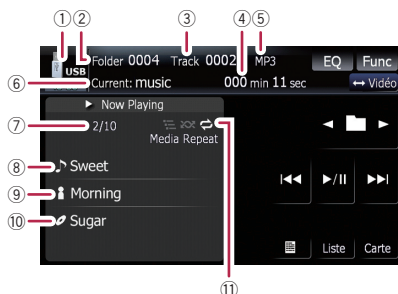 ① ② ③ ④ ⑤
USB Folder 0004 Track 0002 MP3 EQ Func
⑥ Current: music 000 min 11 sec ↔ Vidéo
► Now Playing
⑦ 2/10
Media Repeat
⑧ Sweet
⑨ Morning
⑩ Sugar
Liste Carte
⑪